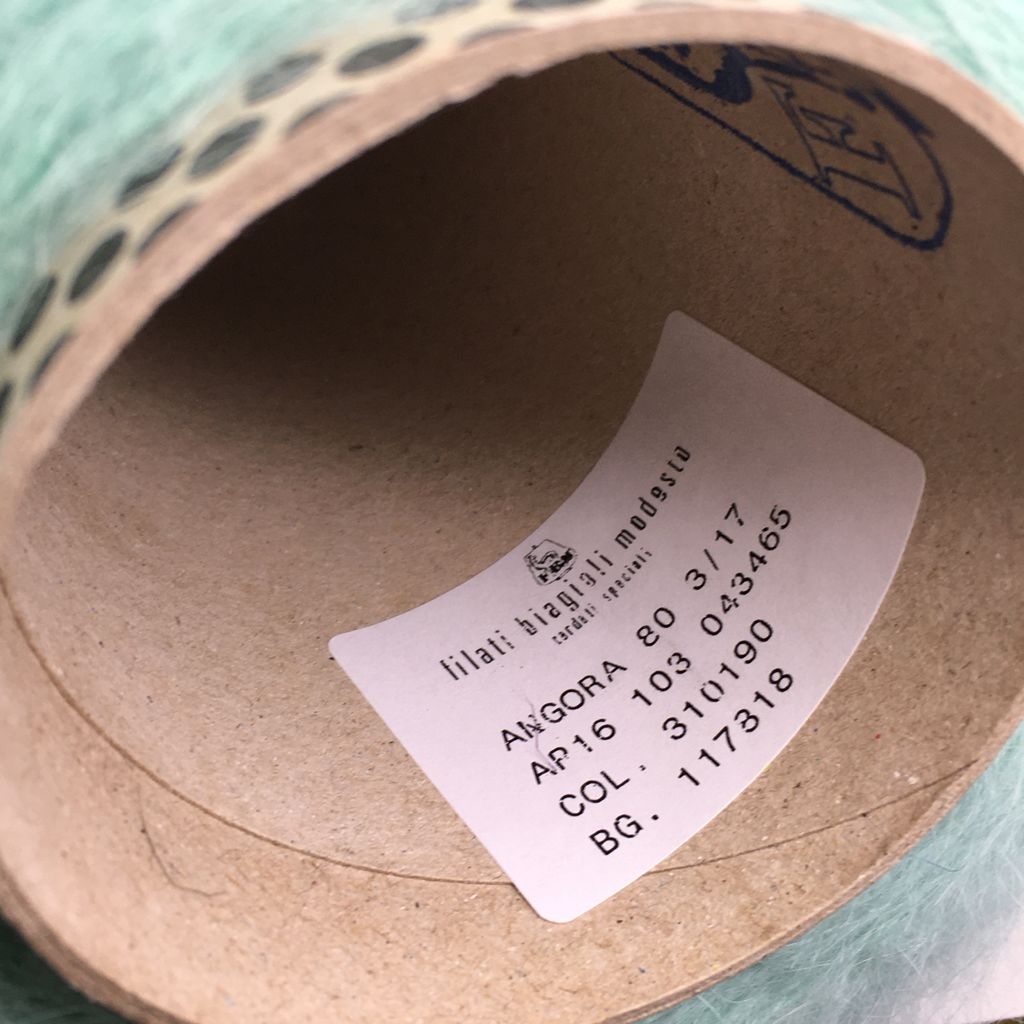 filati biagioli modesto
cardati speciali
ANGORA 80 3/17
AP16 103 043465
COL. 310190
BG. 117318